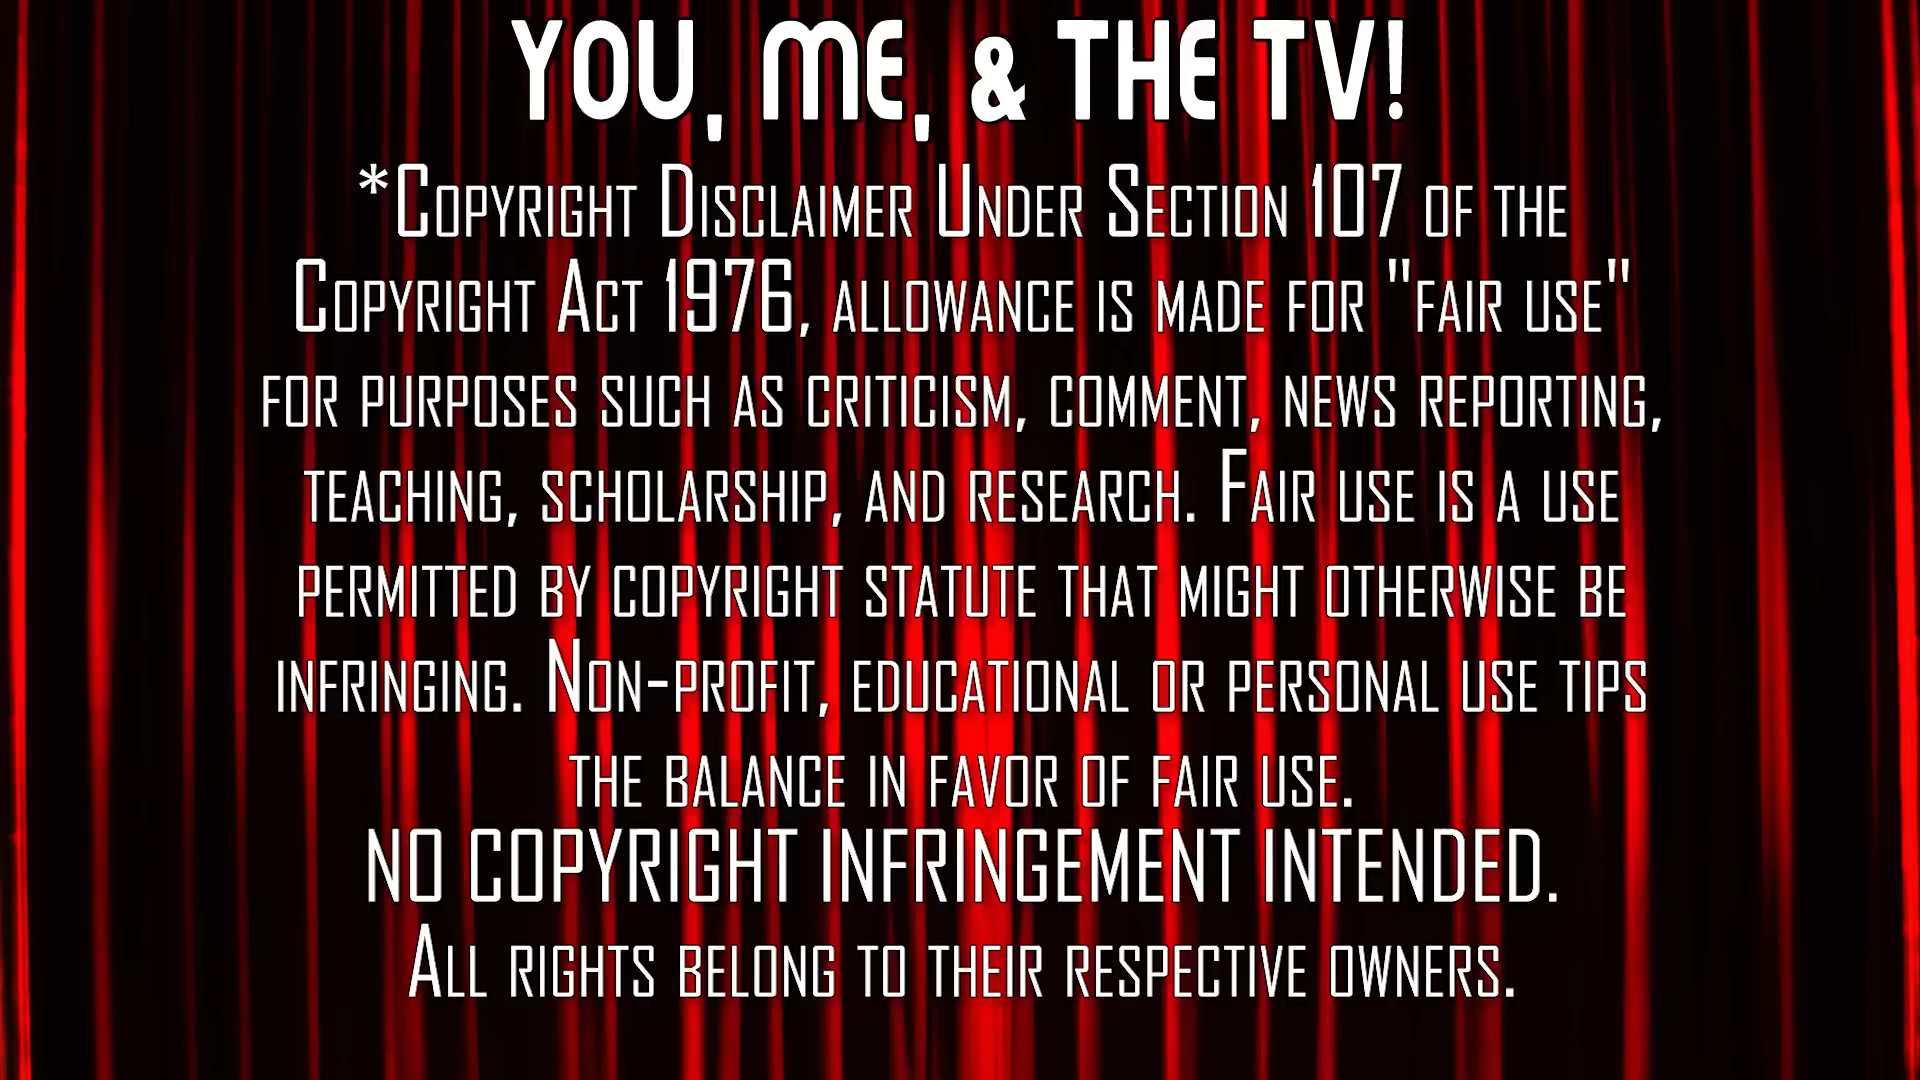 YOU, ME, & THE TV!
*Copyright Disclaimer Under Section 107 of the
Copyright Act 1976, allowance is made for "fair use"
for purposes such as criticism, comment, news reporting,
teaching, scholarship, and research. Fair use is a use
permitted by copyright statute that might otherwise be
infringing. Non-profit, educational or personal use tips
the balance in favor of fair use.
NO COPYRIGHT INFRINGEMENT INTENDED.
All rights belong to their respective owners.